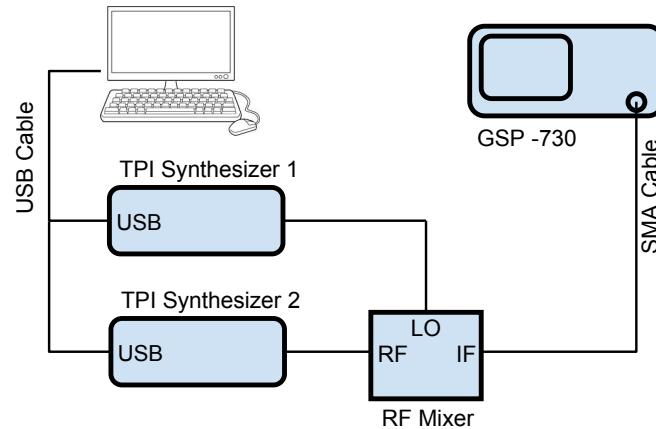 GSP -730
USB Cable
SMA Cable
TPI Synthesizer 1
USB
TPI Synthesizer 2
USB
LO
RF
IF
RF Mixer